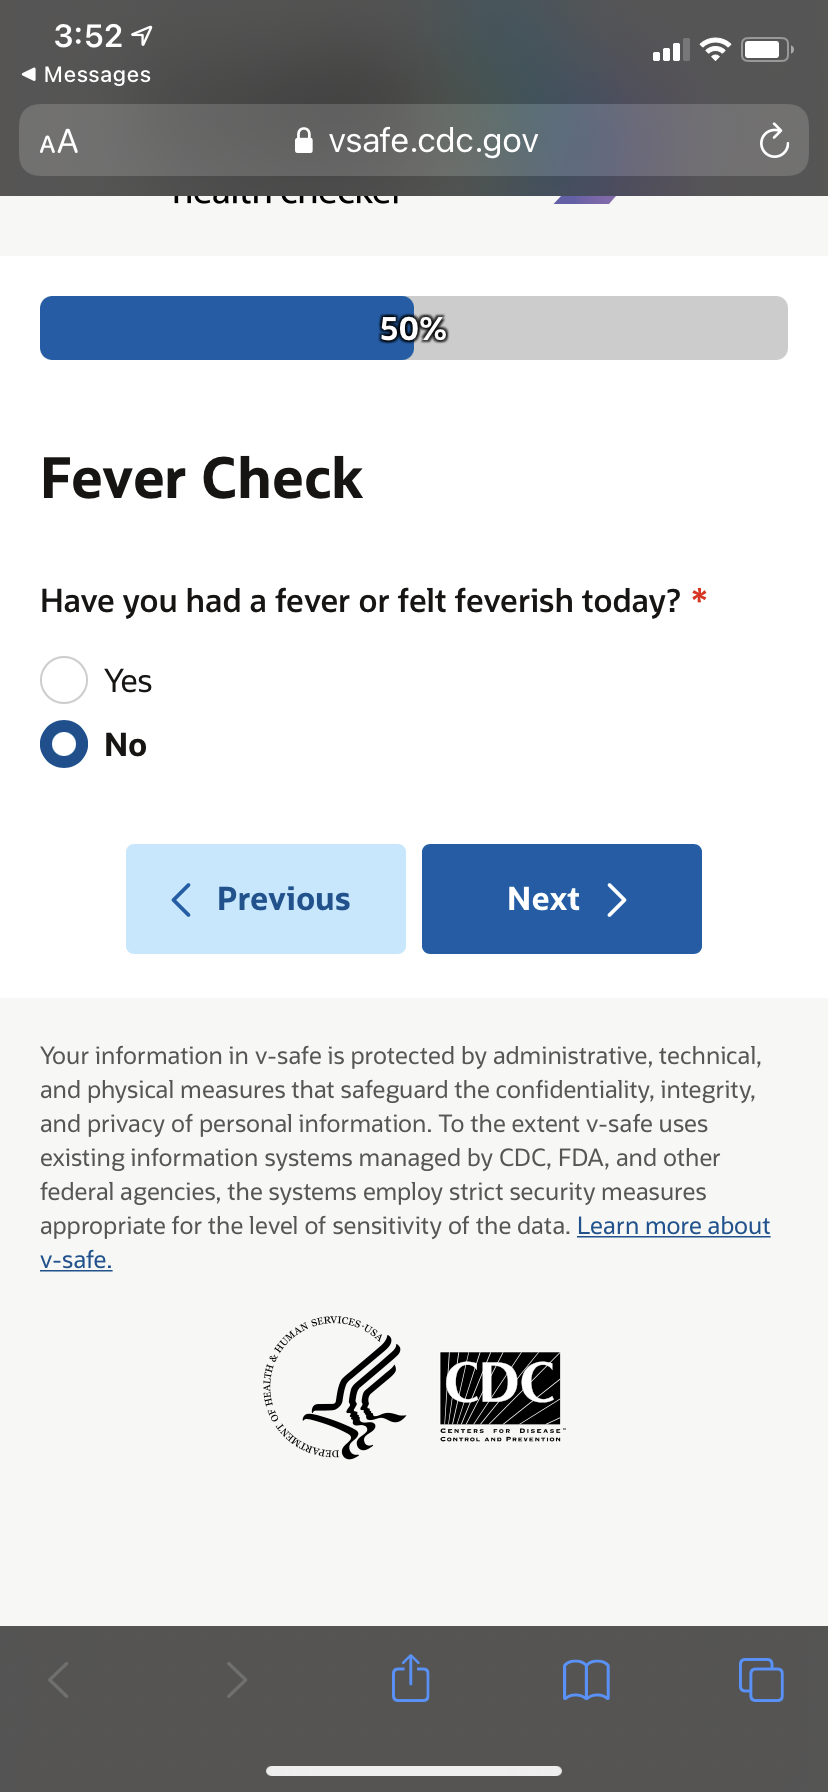 3:52
Messages
AA vsafe.cdc.gov
health checker
50%
Fever Check
Have you had a fever or felt feverish today? *
Yes
No
Previous
Next
Your information in v-safe is protected by administrative, technical,
and physical measures that safeguard the confidentiality, integrity,
and privacy of personal information. To the extent v-safe uses
existing information systems managed by CDC, FDA, and other
federal agencies, the systems employ strict security measures
appropriate for the level of sensitivity of the data. Learn more about
v-safe.
DEPARTMENT OF HEALTH & HUMAN SERVICES·USA
CDC
CENTERS FOR DISEASE™
CONTROL AND PREVENTION